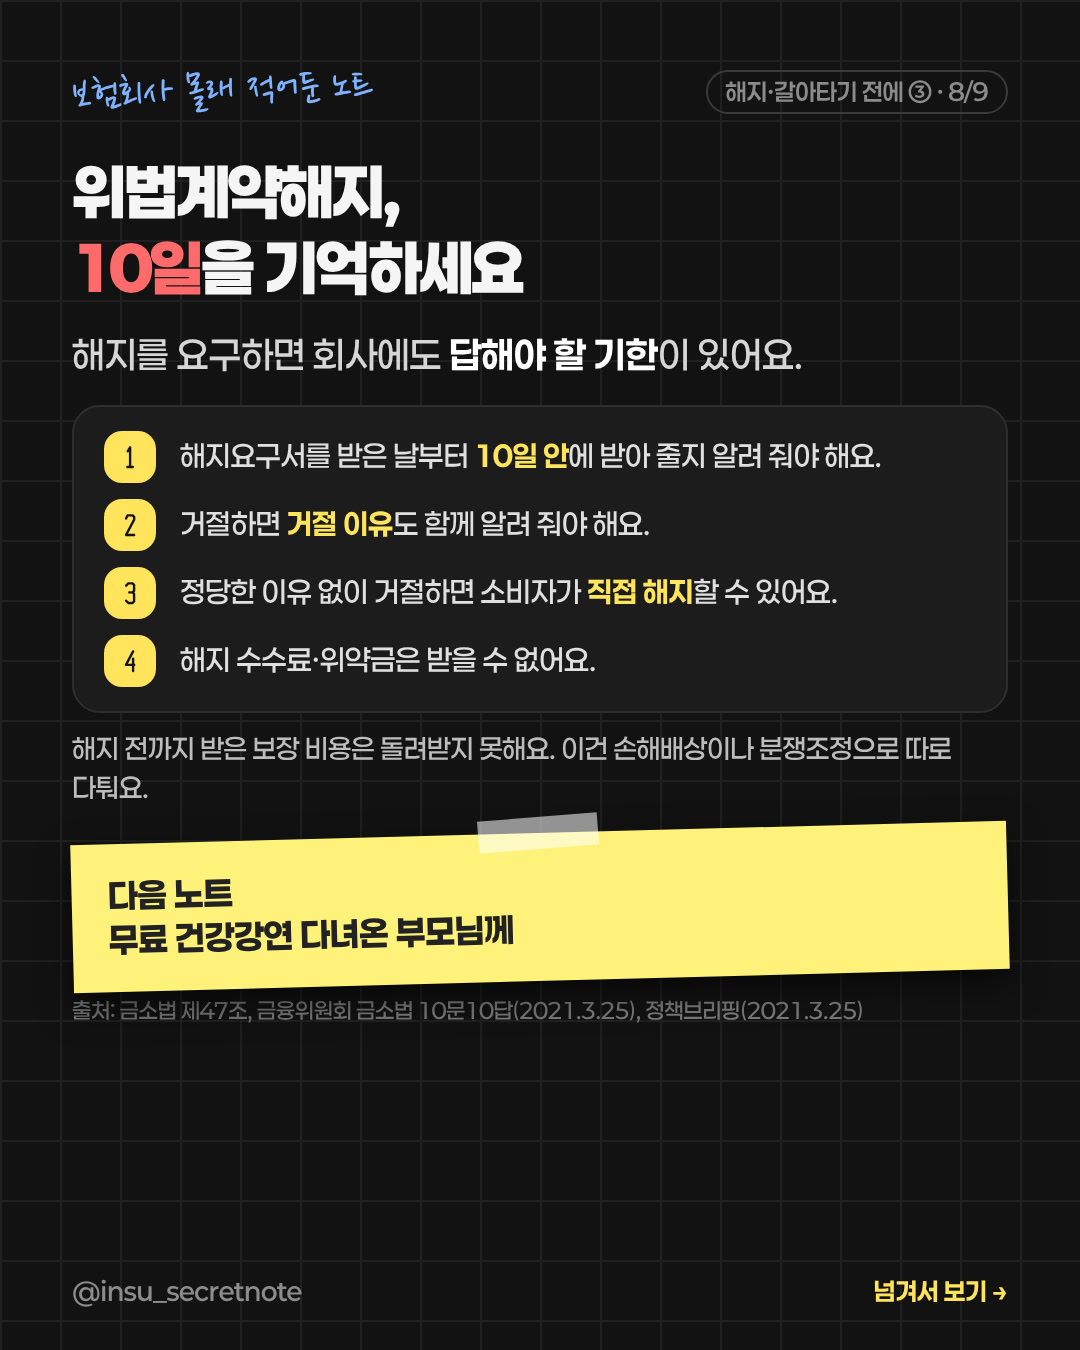 보험회사 몰래 적어둔 노트
해지·갈아타기 전에 ③ · 8/9
위법계약해지,
10일을 기억하세요
해지를 요구하면 회사에도 답해야 할 기한이 있어요.
1 해지요구서를 받은 날부터 10일 안에 받아 줄지 알려 줘야 해요.
2 거절하면 거절 이유도 함께 알려 줘야 해요.
3 정당한 이유 없이 거절하면 소비자가 직접 해지할 수 있어요.
4 해지 수수료·위약금은 받을 수 없어요.
해지 전까지 받은 보장 비용은 돌려받지 못해요. 이건 손해배상이나 분쟁조정으로 따로
다퉈요.
다음 노트
무료 건강강연 다녀온 부모님께
출처: 금소법 제47조, 금융위원회 금소법 10문10답(2021.3.25), 정책브리핑(2021.3.25)
@insu_secretnote
넘겨서 보기 →